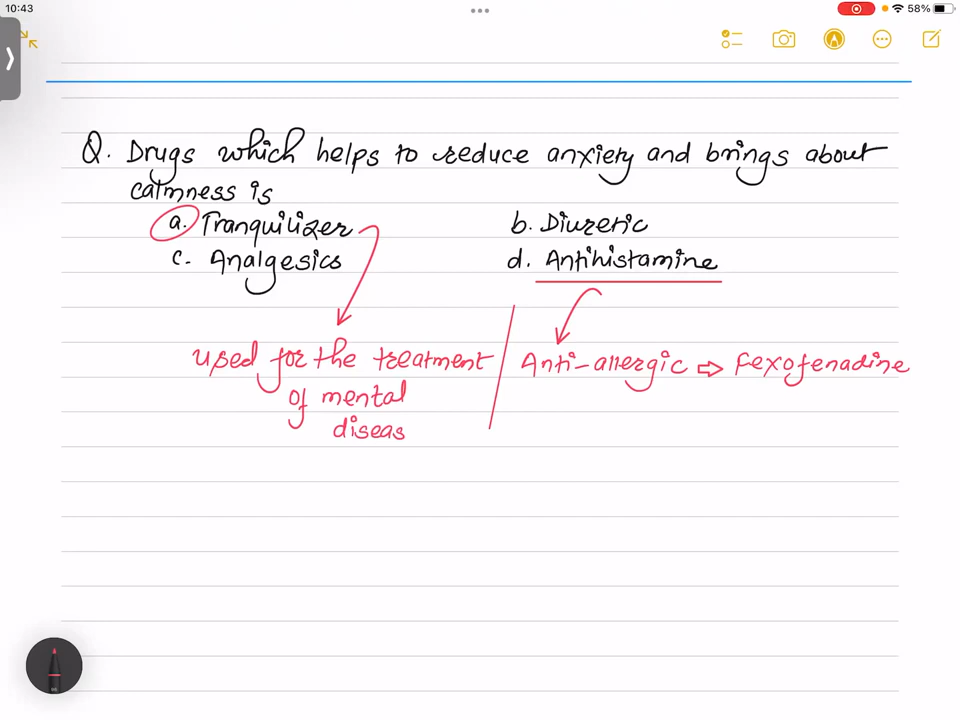 10:43
58%
Q. Drugs which helps to reduce anxiety and brings about
calmness is
a. Tranquilizer b. Diuretic
c. Analgesics d. Antihistamine
used for the treatment Anti-allergic ⇨ Fexofenadine
of mental
diseas